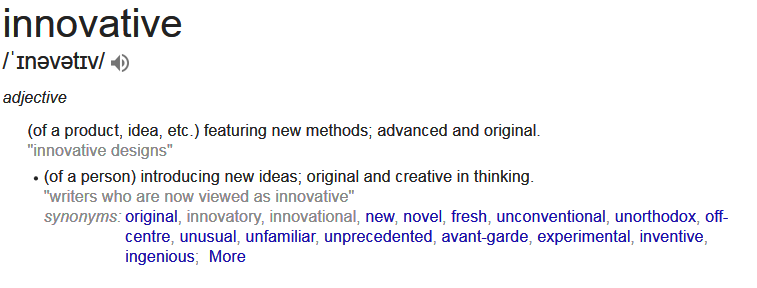 innovative
/ˈɪnəvətɪv/
adjective
(of a product, idea, etc.) featuring new methods; advanced and original.
"innovative designs"
• (of a person) introducing new ideas; original and creative in thinking.
"writers who are now viewed as innovative"
synonyms: original, innovatory, innovational, new, novel, fresh, unconventional, unorthodox, off-
centre, unusual, unfamiliar, unprecedented, avant-garde, experimental, inventive,
ingenious; More